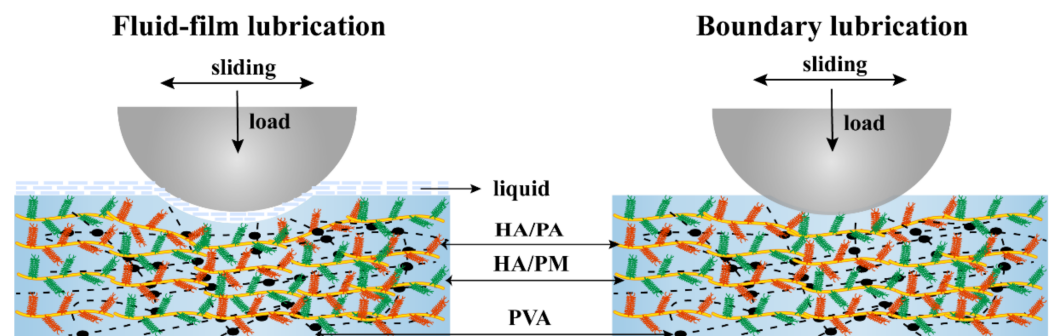 Fluid-film lubrication
Boundary lubrication
sliding
sliding
load
load
liquid
HA/PA
HA/PM
PVA